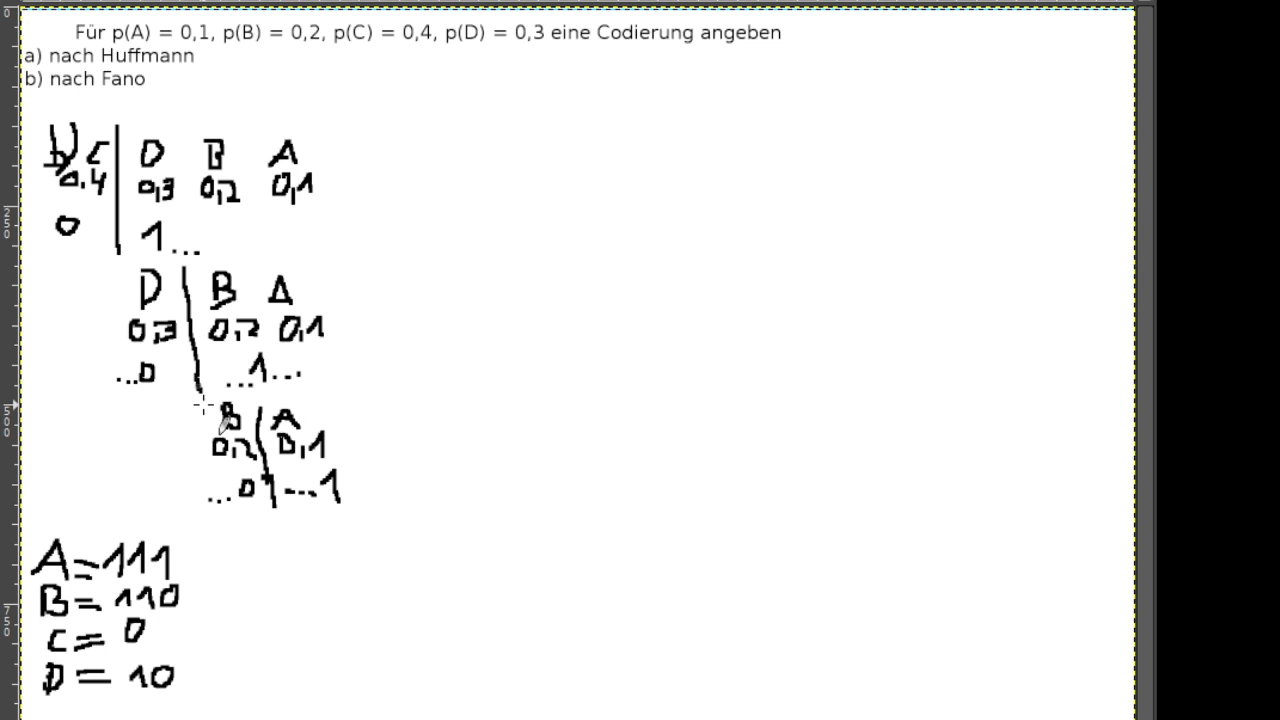 Für p(A) = 0,1, p(B) = 0,2, p(C) = 0,4, p(D) = 0,3 eine Codierung angeben
a) nach Huffmann
b) nach Fano
C D B A
0.4 0,3 0,2 0,1
0 1...
D B A
0,3 0,2 0,1
...0 ...1...
B A
0,2 0,1
...0 ...1
A=111
B=110
C=0
D=10